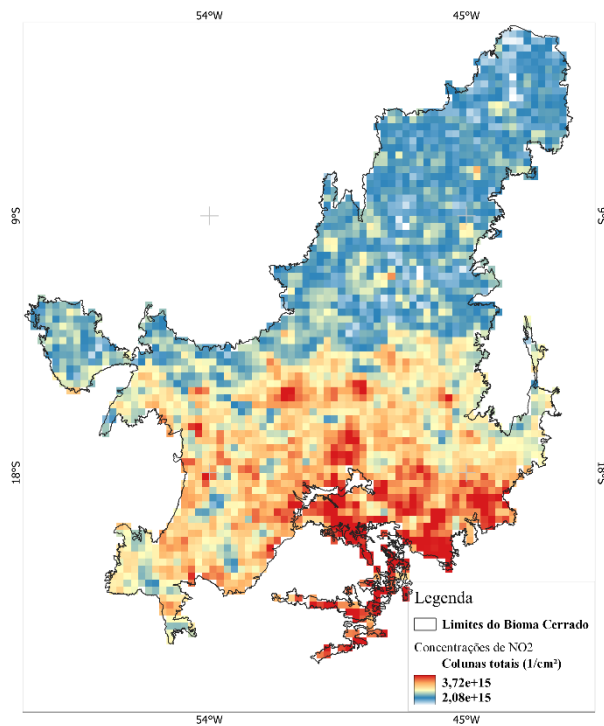 54°W 45°W
9°S 9°S
18°S 18°S
Legenda
Limites do Bioma Cerrado
Concentrações de NO2
Colunas totais (1/cm²)
3,72e+15
2,08e+15
54°W 45°W